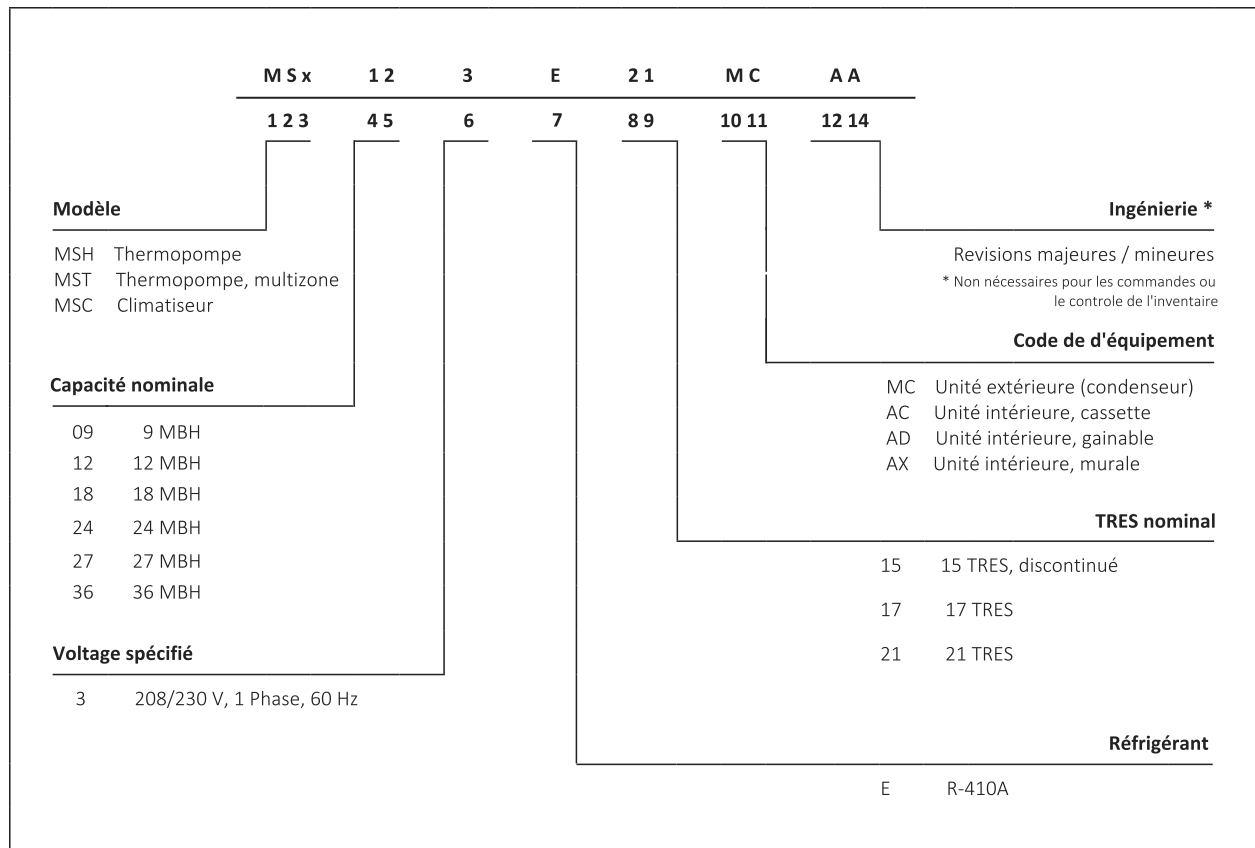 M S x 1 2 3 E 2 1 M C A A
1 2 3 4 5 6 7 8 9 10 11 12 14
Modèle
MSH Thermopompe
MST Thermopompe, multizone
MSC Climatiseur
Capacité nominale
09 9 MBH
12 12 MBH
18 18 MBH
24 24 MBH
27 27 MBH
36 36 MBH
Voltage spécifié
3 208/230 V, 1 Phase, 60 Hz
Ingénierie *
Revisions majeures / mineures
* Non nécessaires pour les commandes ou
le controle de l'inventaire
Code de d'équipement
MC Unité extérieure (condenseur)
AC Unité intérieure, cassette
AD Unité intérieure, gainable
AX Unité intérieure, murale
TRES nominal
15 15 TRES, discontinué
17 17 TRES
21 21 TRES
Réfrigérant
E R-410A